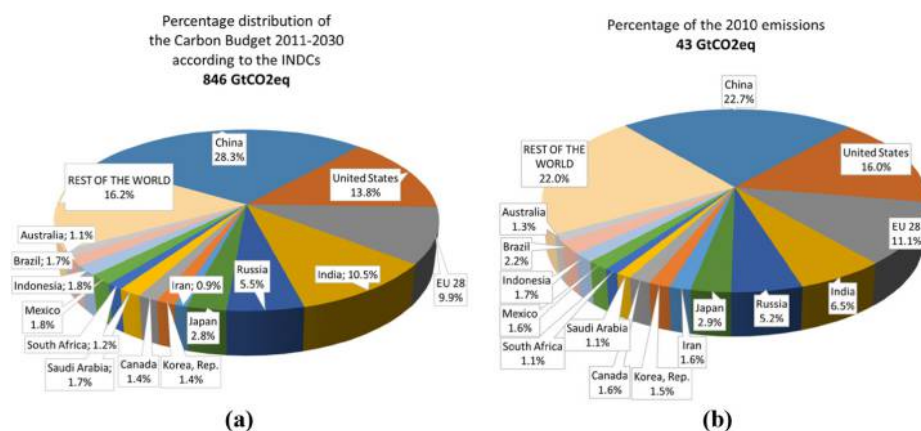 Percentage distribution of
the Carbon Budget 2011-2030
according to the INDCs
846 GtCO2eq
China
28.3%
United States
13.8%
EU 28
9.9%
India; 10.5%
Russia
5.5%
Japan
2.8%
Iran; 0.9%
Korea, Rep.
1.4%
Canada
1.4%
Saudi Arabia;
1.7%
South Africa; 1.2%
Mexico
1.8%
Indonesia; 1.8%
Brazil; 1.7%
Australia; 1.1%
REST OF THE WORLD
16.2%
(a)
Percentage of the 2010 emissions
43 GtCO2eq
China
22.7%
United States
16.0%
EU 28
11.1%
India
6.5%
Russia
5.2%
Japan
2.9%
Iran
1.6%
Korea, Rep.
1.5%
Canada
1.6%
Saudi Arabia
1.1%
South Africa
1.1%
Mexico
1.6%
Indonesia
1.7%
Brazil
2.2%
Australia
1.3%
REST OF THE WORLD
22.0%
(b)